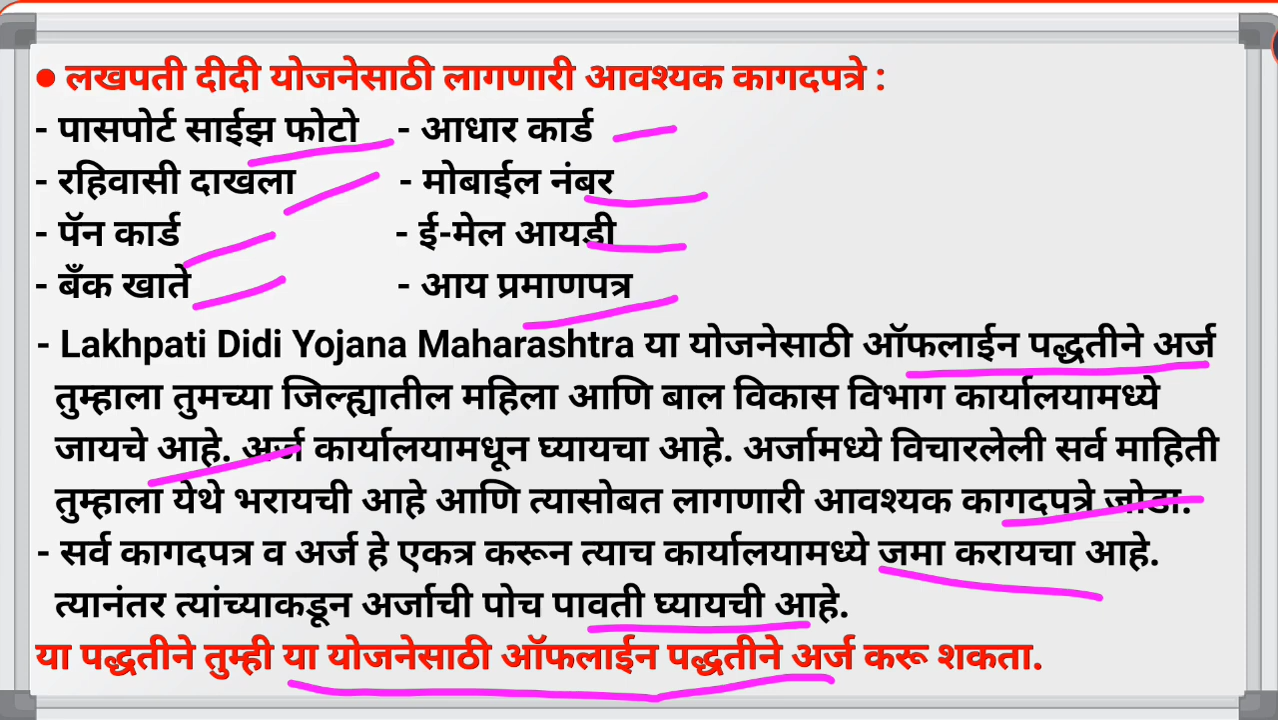 ● लखपती दीदी योजनेसाठी लागणारी आवश्यक कागदपत्रे :
- पासपोर्ट साईझ फोटो - आधार कार्ड
- रहिवासी दाखला - मोबाईल नंबर
- पॅन कार्ड - ई-मेल आयडी
- बँक खाते - आय प्रमाणपत्र
- Lakhpati Didi Yojana Maharashtra या योजनेसाठी ऑफलाईन पद्धतीने अर्ज
तुम्हाला तुमच्या जिल्ह्यातील महिला आणि बाल विकास विभाग कार्यालयामध्ये
जायचे आहे. अर्ज कार्यालयामधून घ्यायचा आहे. अर्जामध्ये विचारलेली सर्व माहिती
तुम्हाला येथे भरायची आहे आणि त्यासोबत लागणारी आवश्यक कागदपत्रे जोडा.
- सर्व कागदपत्र व अर्ज हे एकत्र करून त्याच कार्यालयामध्ये जमा करायचा आहे.
त्यानंतर त्यांच्याकडून अर्जाची पोच पावती घ्यायची आहे.
या पद्धतीने तुम्ही या योजनेसाठी ऑफलाईन पद्धतीने अर्ज करू शकता.